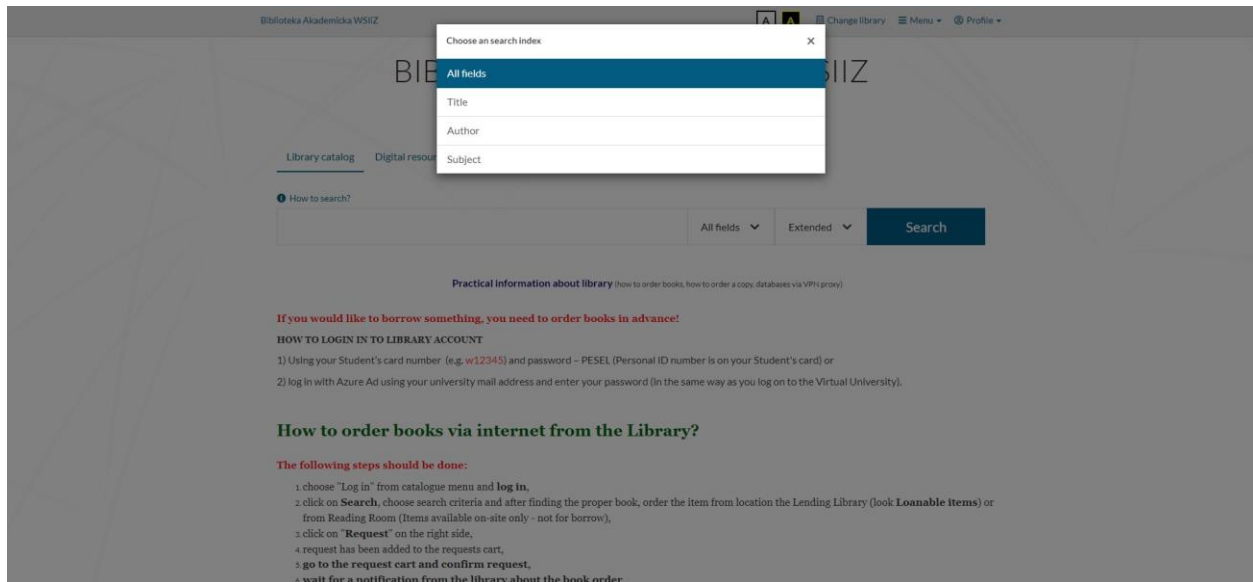 Biblioteka Akademicka WSIiZ
A A Change library Menu Profile
Choose an search index ×
BIB SIIZ
All fields
Title
Author
Library catalog Digital resour
Subject
How to search?
All fields Extended Search
Practical information about library (how to order books, how to order a copy, databases via VPN proxy)
If you would like to borrow something, you need to order books in advance!
HOW TO LOGIN IN TO LIBRARY ACCOUNT
1) Using your Student's card number (e.g. w12345) and password – PESEL (Personal ID number is on your Student's card) or
2) log in with Azure Ad using your university mail address and enter your password (in the same way as you log on to the Virtual University).
How to order books via internet from the Library?
The following steps should be done:
1. choose "Log in" from catalogue menu and log in,
2. click on Search, choose search criteria and after finding the proper book, order the item from location the Lending Library (look Loanable items) or
from Reading Room (Items available on-site only - not for borrow),
3. click on "Request" on the right side,
4. request has been added to the requests cart,
5. go to the request cart and confirm request,
wait for a notification from the library about the book order